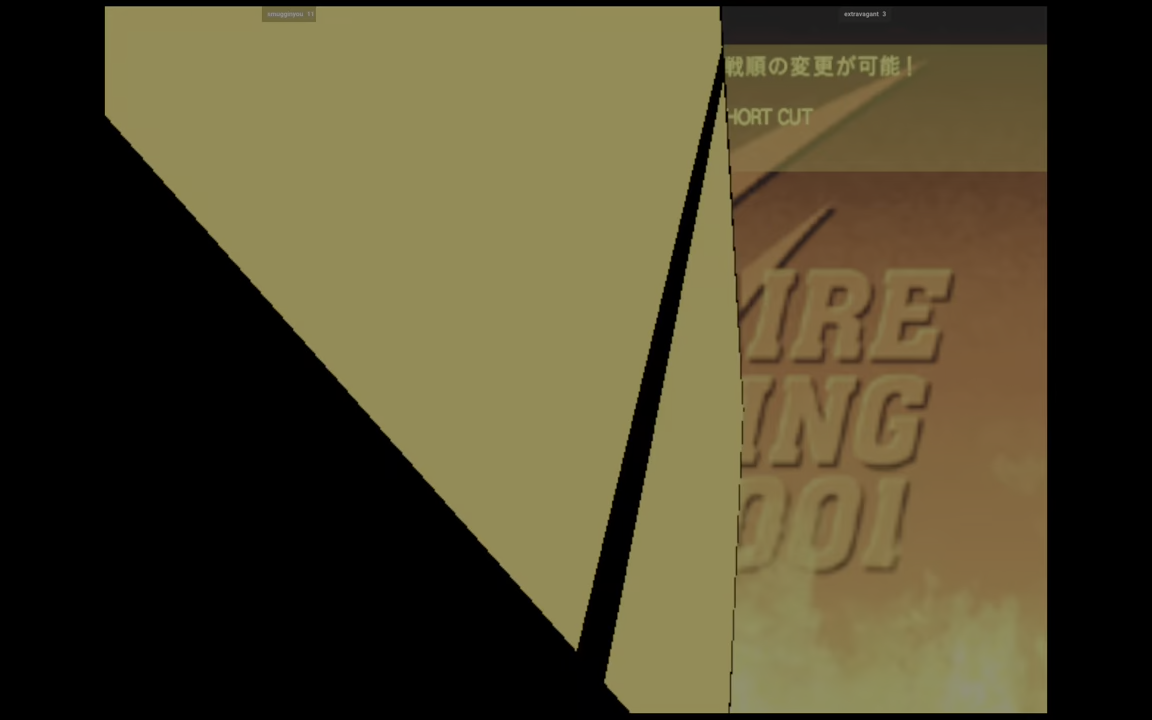 smugginyou 11
extravagant 3
戦順の変更が可能!
HORT CUT
IRE
ING
OOI